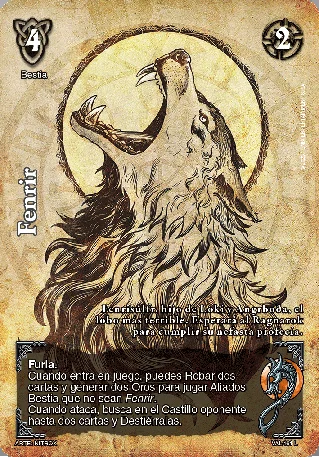 4
2
Bestia
Fenrir
Fenrisúlfr, hijo de Loki y Angrboda, el
lobo más terrible. Esperará al Ragnarok
para cumplir su nefasta profecía.
Furia.
Cuando entra en juego, puedes Robar dos
cartas y generar dos Oros para jugar Aliados
Bestia que no sean Fenrir.
Cuando ataca, busca en el Castillo oponente
hasta dos cartas y Destiérralas.